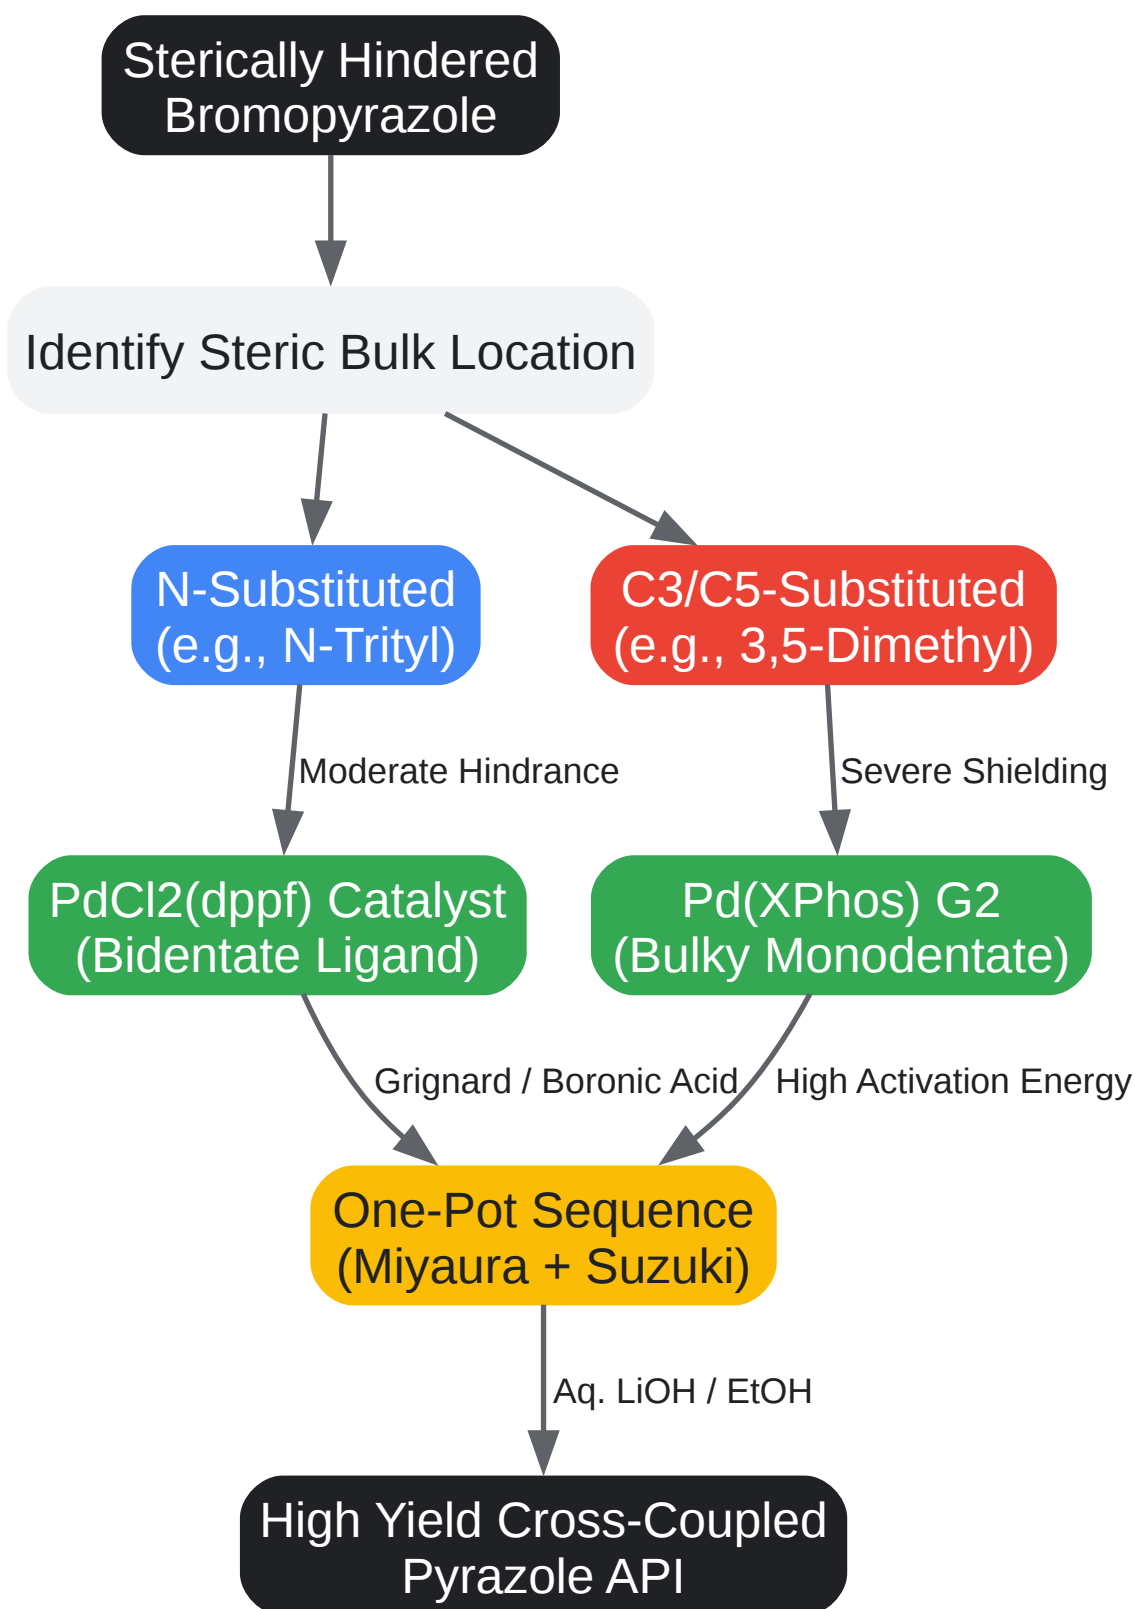 Sterically Hindered
Bromopyrazole
Identify Steric Bulk Location
N-Substituted
(e.g., N-Trityl)
C3/C5-Substituted
(e.g., 3,5-Dimethyl)
Moderate Hindrance
Severe Shielding
PdCl2(dppf) Catalyst
(Bidentate Ligand)
Pd(XPhos) G2
(Bulky Monodentate)
Grignard / Boronic Acid
High Activation Energy
One-Pot Sequence
(Miyaura + Suzuki)
Aq. LiOH / EtOH
High Yield Cross-Coupled
Pyrazole API